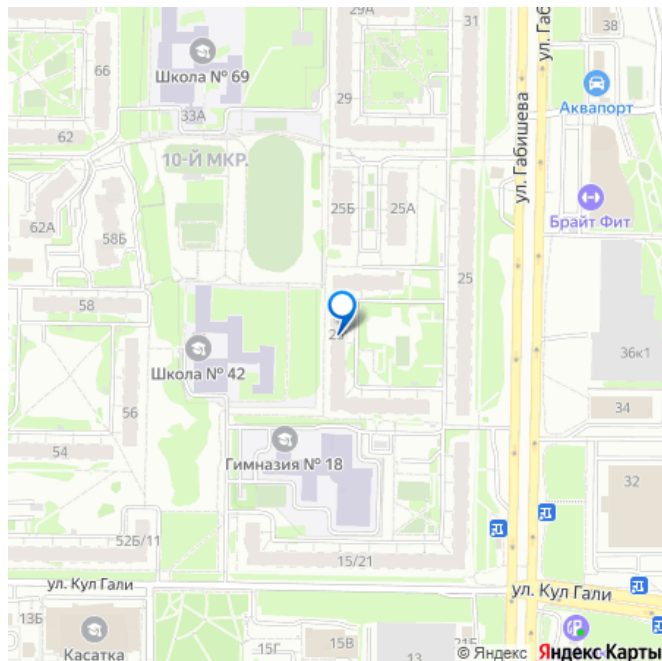 29А
31
38
ул. Габ
66
Школа № 69
29
33А
Аквапорт
62
10-Й МКР.
ул. Габишева
25Б
25А
Брайт Фит
62А
58Б
25
58
36к1
Школа № 42
56
34
54
Гимназия № 18
32
52Б/11
15/21
ул. Кул Гали
ул. Кул Гали
13Б
Касатка
15Г
15В
13
21Б
© Яндекс
Яндекс Карты